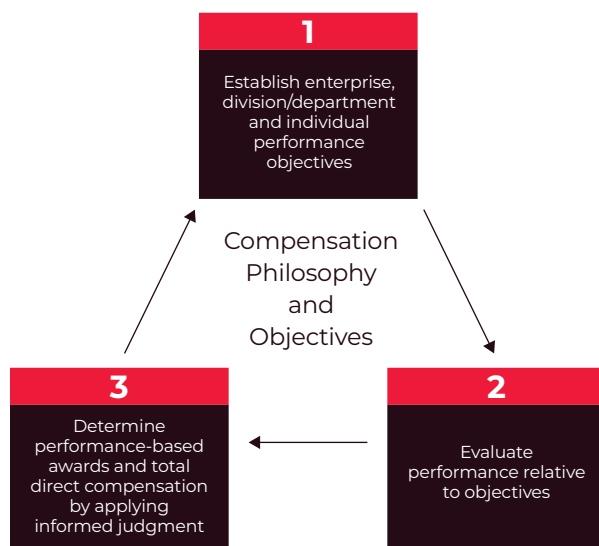 1
Establish enterprise,
division/department
and individual
performance
objectives
Compensation
Philosophy
and
Objectives
3
Determine
performance-based
awards and total
direct compensation
by applying
informed judgment
2
Evaluate
performance relative
to objectives